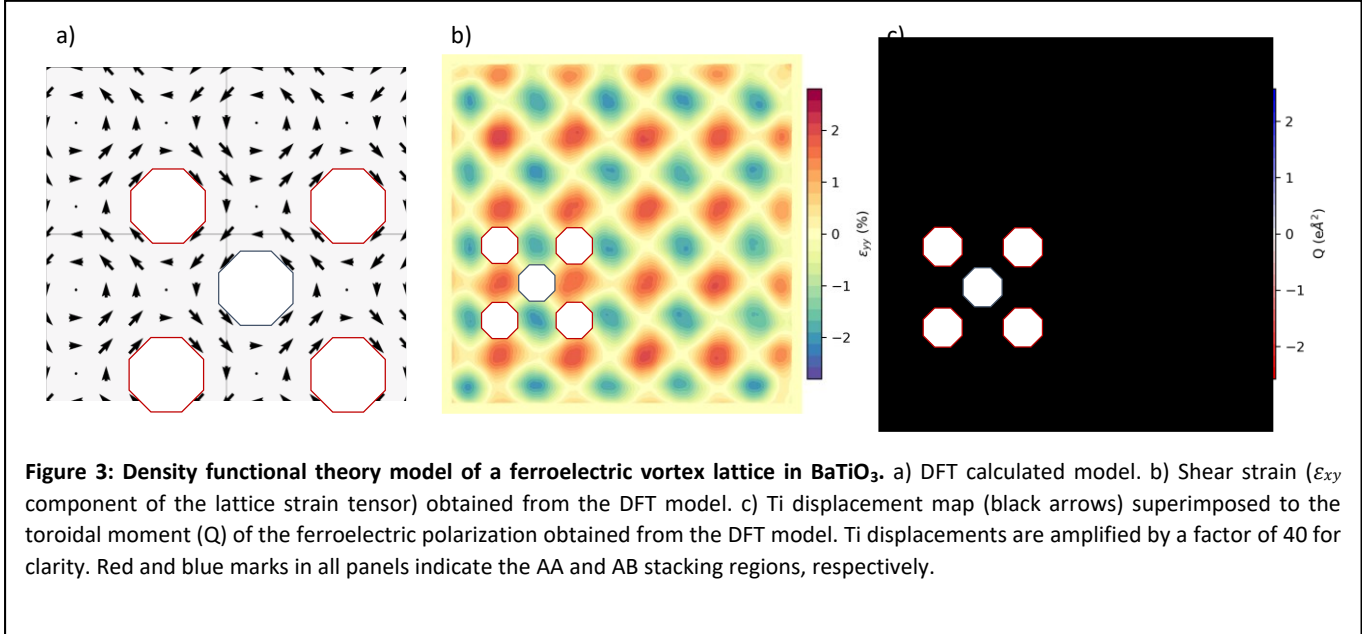 a)
b)
c)
2
1
0
−1
−2
εyy (%)
2
1
0
−1
−2
Q (eÅ²)
Figure 3: Density functional theory model of a ferroelectric vortex lattice in BaTiO₃. a) DFT calculated model. b) Shear strain (εxy
component of the lattice strain tensor) obtained from the DFT model. c) Ti displacement map (black arrows) superimposed to the
toroidal moment (Q) of the ferroelectric polarization obtained from the DFT model. Ti displacements are amplified by a factor of 40 for
clarity. Red and blue marks in all panels indicate the AA and AB stacking regions, respectively.